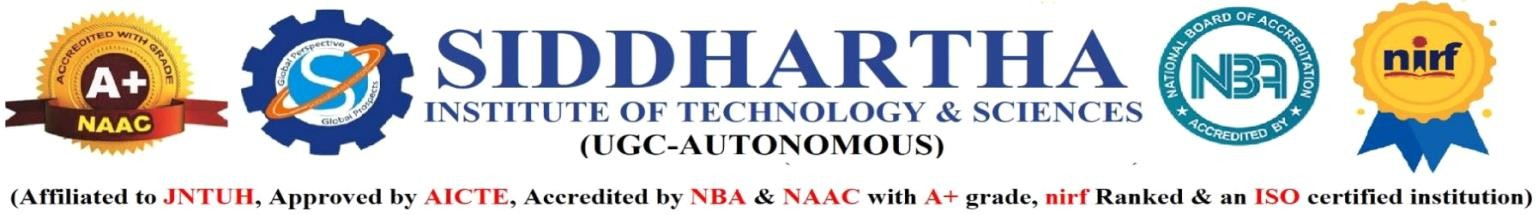 ACCREDITED WITH GRADE
A+
NAAC
Global Perspective
S
Global Prospects
SIDDHARTHA
INSTITUTE OF TECHNOLOGY & SCIENCES
(UGC-AUTONOMOUS)
NATIONAL BOARD OF ACCREDITATION
NBA
★ ACCREDITED BY ★
nirf
(Affiliated to JNTUH, Approved by AICTE, Accredited by NBA & NAAC with A+ grade, nirf Ranked & an ISO certified institution)